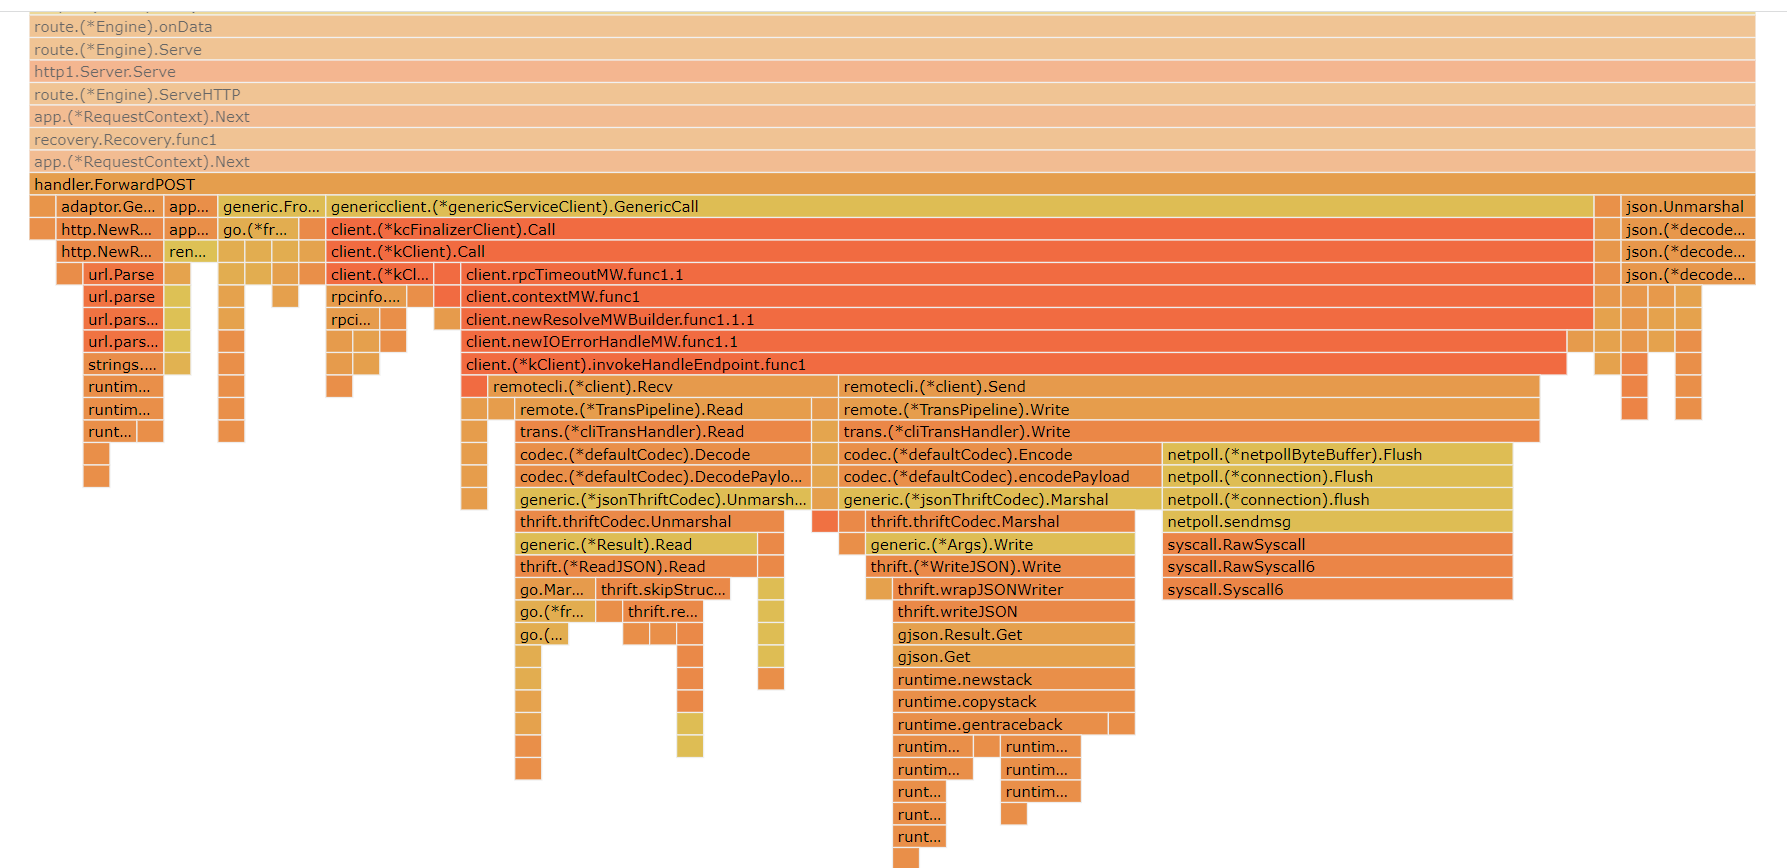 route.(*Engine).onData
route.(*Engine).Serve
http1.Server.Serve
route.(*Engine).ServeHTTP
app.(*RequestContext).Next
recovery.Recovery.func1
app.(*RequestContext).Next
handler.ForwardPOST
adaptor.Ge... app... generic.Fro... genericclient.(*genericServiceClient).GenericCall json.Unmarshal
http.NewR... app... go.(*fr... client.(*kcFinalizerClient).Call json.(*decode...
http.NewR... ren... client.(*kClient).Call json.(*decode...
url.Parse client.(*kCl... client.rpcTimeoutMW.func1.1 json.(*decode...
url.parse rpcinfo.... client.contextMW.func1
url.pars... rpci... client.newResolveMWBuilder.func1.1.1
url.pars... client.newIOErrorHandleMW.func1.1
strings.... client.(*kClient).invokeHandleEndpoint.func1
runtim... remotecli.(*client).Recv remotecli.(*client).Send
runtim... remote.(*TransPipeline).Read remote.(*TransPipeline).Write
runt... trans.(*cliTransHandler).Read trans.(*cliTransHandler).Write
codec.(*defaultCodec).Decode codec.(*defaultCodec).Encode netpoll.(*netpollByteBuffer).Flush
codec.(*defaultCodec).DecodePaylo... codec.(*defaultCodec).encodePayload netpoll.(*connection).Flush
generic.(*jsonThriftCodec).Unmarsh... generic.(*jsonThriftCodec).Marshal netpoll.(*connection).flush
thrift.thriftCodec.Unmarshal thrift.thriftCodec.Marshal netpoll.sendmsg
generic.(*Result).Read generic.(*Args).Write syscall.RawSyscall
thrift.(*ReadJSON).Read thrift.(*WriteJSON).Write syscall.RawSyscall6
go.Mar... thrift.skipStruc... thrift.wrapJSONWriter syscall.Syscall6
go.(*fr... thrift.re... thrift.writeJSON
go.(... gjson.Result.Get
gjson.Get
runtime.newstack
runtime.copystack
runtime.gentraceback
runtim... runtim...
runtim... runtim...
runt... runtim...
runt...
runt...